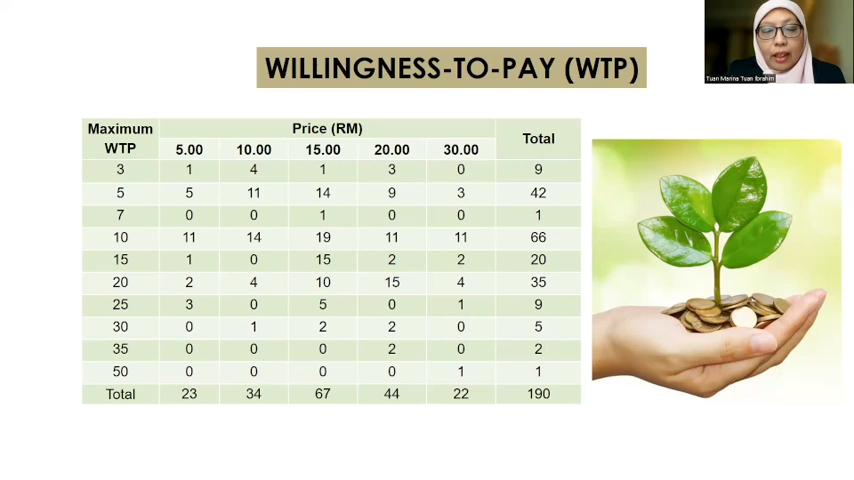 Tuan Marina Tuan Ibrahim
WILLINGNESS-TO-PAY (WTP)
Maximum WTP Price (RM) Total
5.00 10.00 15.00 20.00 30.00
3 1 4 1 3 0 9
5 5 11 14 9 3 42
7 0 0 1 0 0 1
10 11 14 19 11 11 66
15 1 0 15 2 2 20
20 2 4 10 15 4 35
25 3 0 5 0 1 9
30 0 1 2 2 0 5
35 0 0 0 2 0 2
50 0 0 0 0 1 1
Total 23 34 67 44 22 190